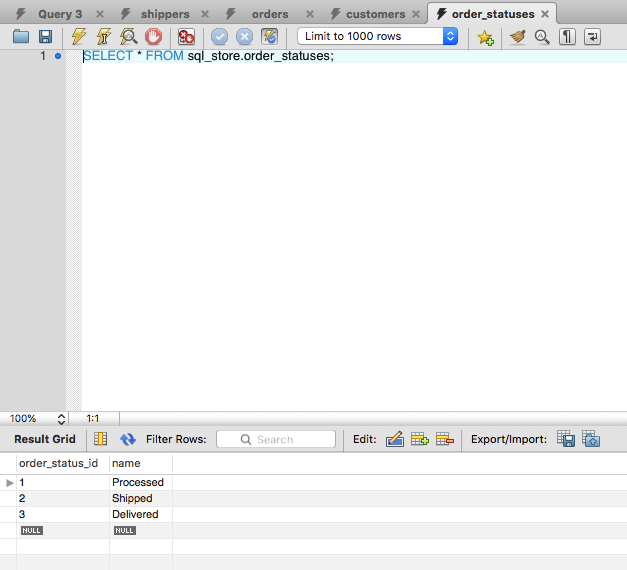 Query 3 shippers orders customers order_statuses
Limit to 1000 rows
1 SELECT * FROM sql_store.order_statuses;
100% 1:1
Result Grid Filter Rows: Search Edit: Export/Import:
order_status_id name
1 Processed
2 Shipped
3 Delivered
NULL NULL